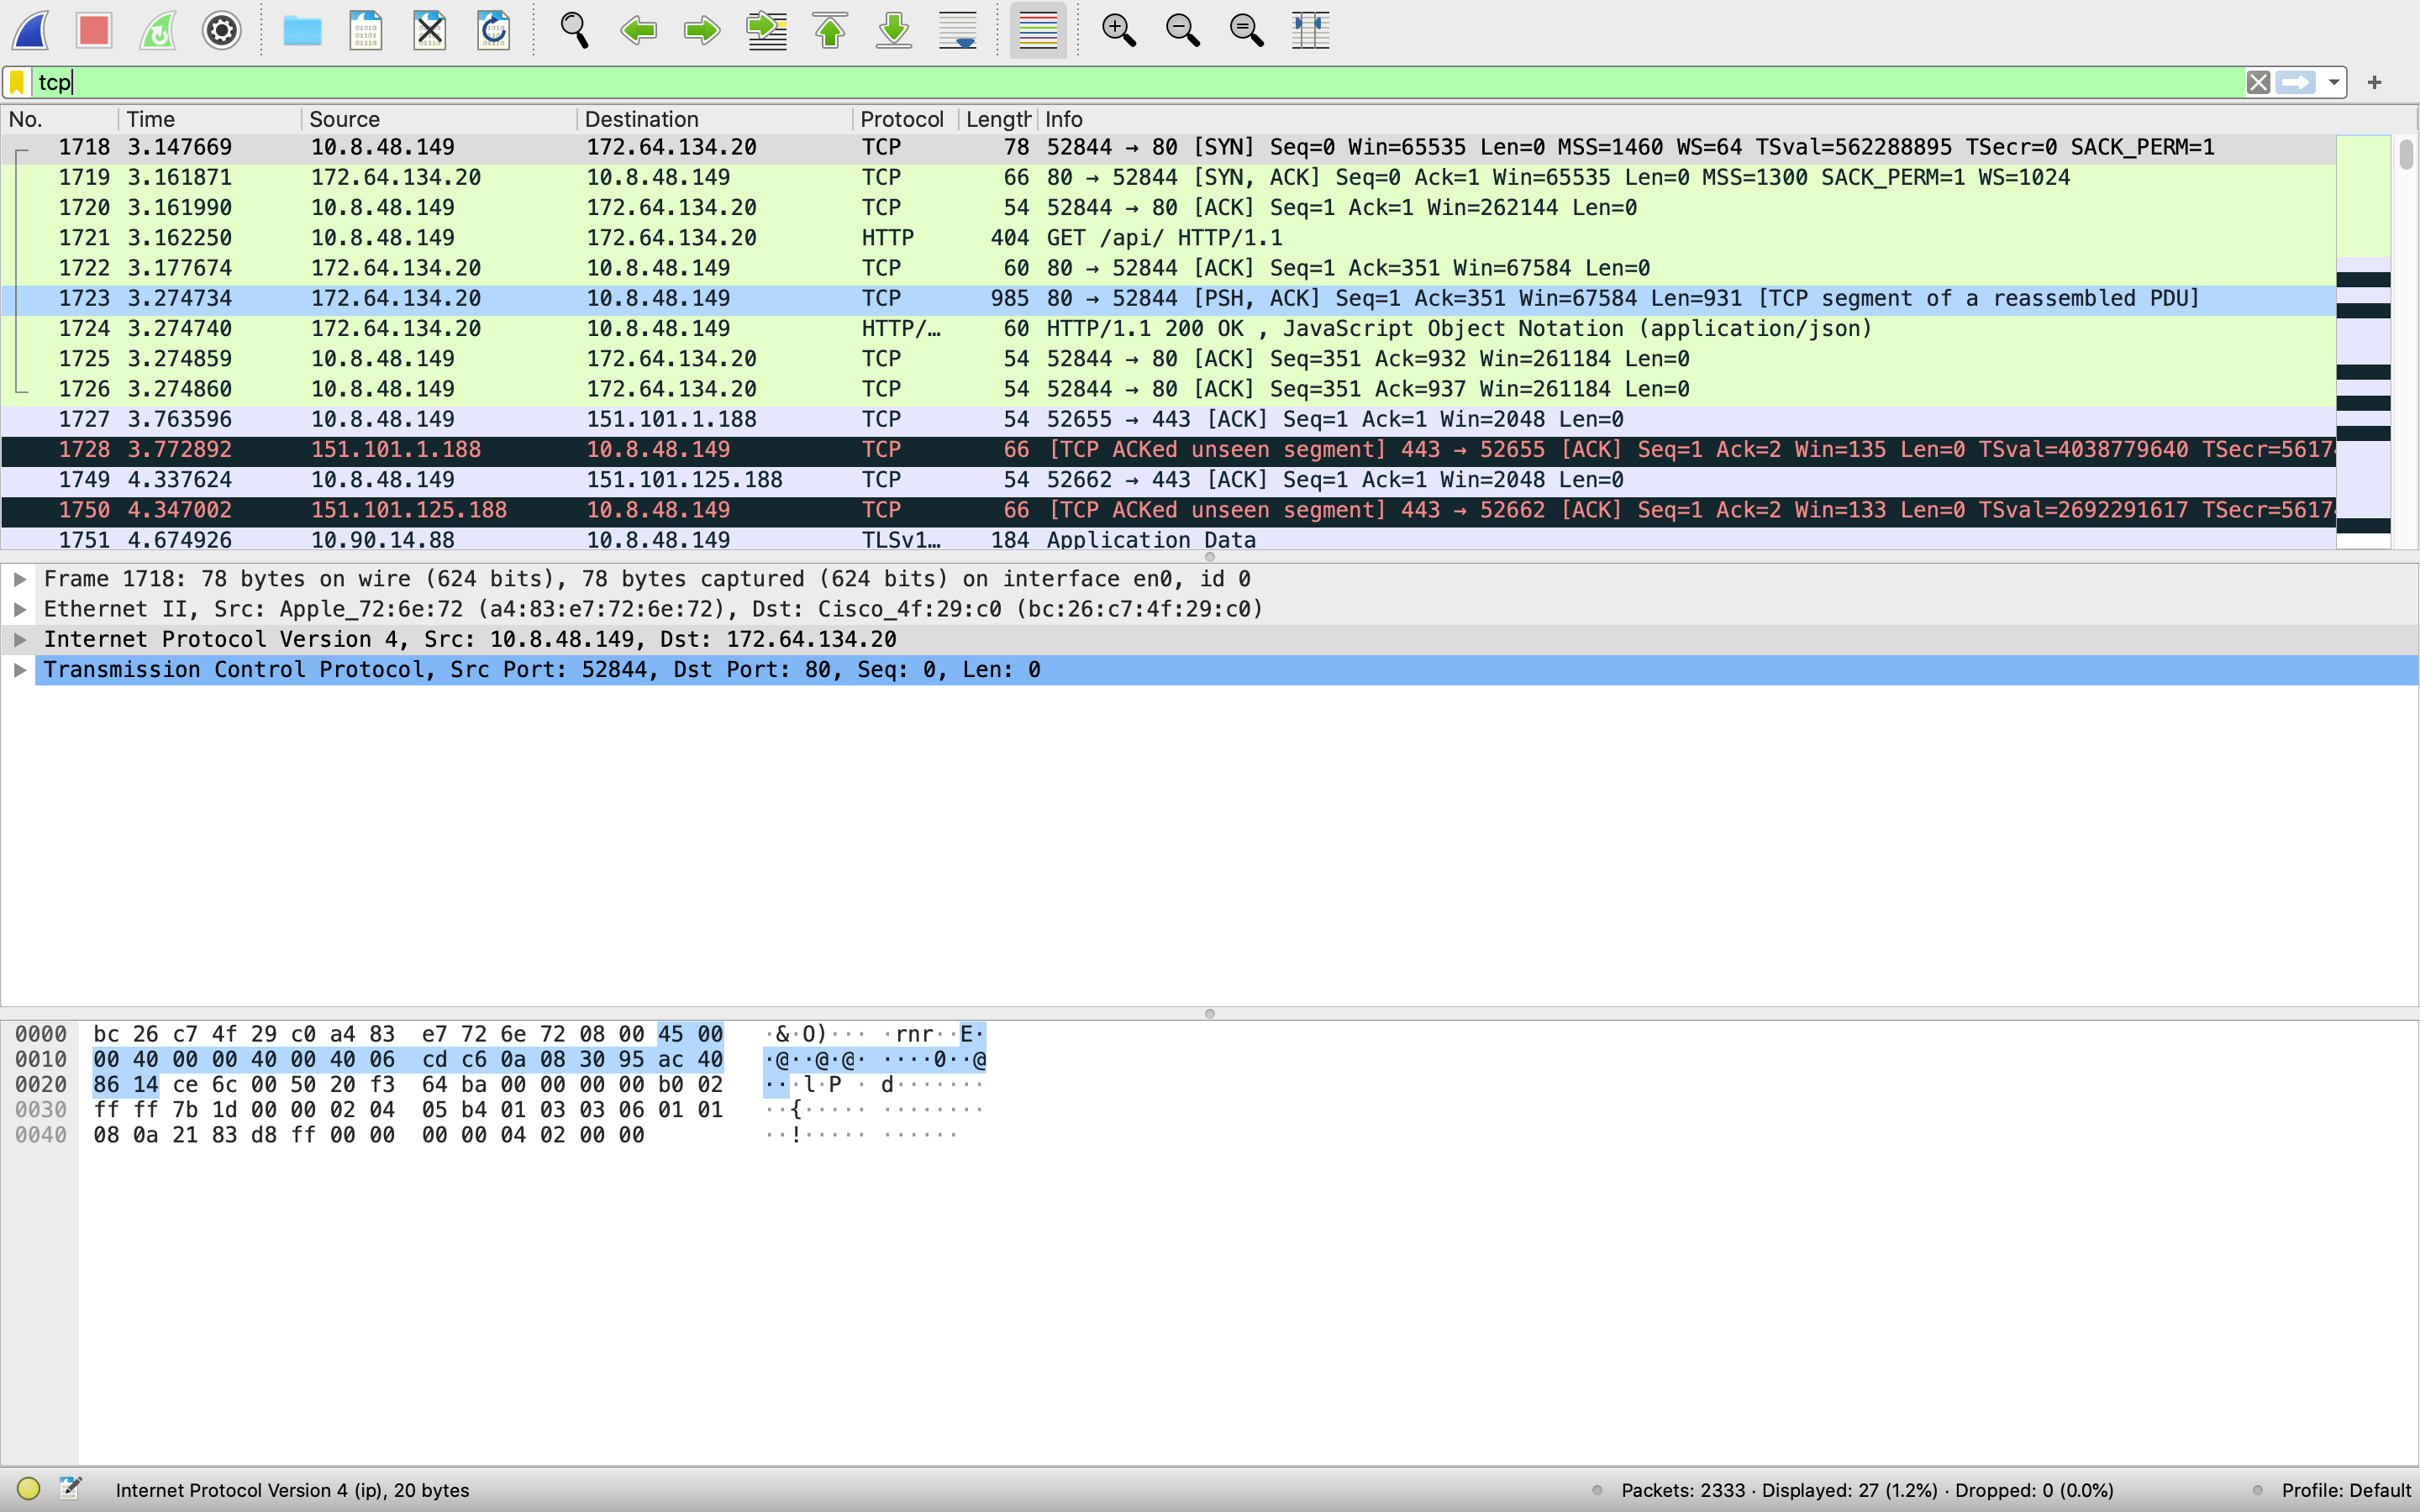 tcp
No. Time Source Destination Protocol Length Info
1718 3.147669 10.8.48.149 172.64.134.20 TCP 78 52844 → 80 [SYN] Seq=0 Win=65535 Len=0 MSS=1460 WS=64 TSval=562288895 TSecr=0 SACK_PERM=1
1719 3.161871 172.64.134.20 10.8.48.149 TCP 66 80 → 52844 [SYN, ACK] Seq=0 Ack=1 Win=65535 Len=0 MSS=1300 SACK_PERM=1 WS=1024
1720 3.161990 10.8.48.149 172.64.134.20 TCP 54 52844 → 80 [ACK] Seq=1 Ack=1 Win=262144 Len=0
1721 3.162250 10.8.48.149 172.64.134.20 HTTP 404 GET /api/ HTTP/1.1
1722 3.177674 172.64.134.20 10.8.48.149 TCP 60 80 → 52844 [ACK] Seq=1 Ack=351 Win=67584 Len=0
1723 3.274734 172.64.134.20 10.8.48.149 TCP 985 80 → 52844 [PSH, ACK] Seq=1 Ack=351 Win=67584 Len=931 [TCP segment of a reassembled PDU]
1724 3.274740 172.64.134.20 10.8.48.149 HTTP/… 60 HTTP/1.1 200 OK , JavaScript Object Notation (application/json)
1725 3.274859 10.8.48.149 172.64.134.20 TCP 54 52844 → 80 [ACK] Seq=351 Ack=932 Win=261184 Len=0
1726 3.274860 10.8.48.149 172.64.134.20 TCP 54 52844 → 80 [ACK] Seq=351 Ack=937 Win=261184 Len=0
1727 3.763596 10.8.48.149 151.101.1.188 TCP 54 52655 → 443 [ACK] Seq=1 Ack=1 Win=2048 Len=0
1728 3.772892 151.101.1.188 10.8.48.149 TCP 66 [TCP ACKed unseen segment] 443 → 52655 [ACK] Seq=1 Ack=2 Win=135 Len=0 TSval=4038779640 TSecr=5617
1749 4.337624 10.8.48.149 151.101.125.188 TCP 54 52662 → 443 [ACK] Seq=1 Ack=1 Win=2048 Len=0
1750 4.347002 151.101.125.188 10.8.48.149 TCP 66 [TCP ACKed unseen segment] 443 → 52662 [ACK] Seq=1 Ack=2 Win=133 Len=0 TSval=2692291617 TSecr=5617
1751 4.674926 10.90.14.88 10.8.48.149 TLSv1… 184 Application Data
Frame 1718: 78 bytes on wire (624 bits), 78 bytes captured (624 bits) on interface en0, id 0
Ethernet II, Src: Apple_72:6e:72 (a4:83:e7:72:6e:72), Dst: Cisco_4f:29:c0 (bc:26:c7:4f:29:c0)
Internet Protocol Version 4, Src: 10.8.48.149, Dst: 172.64.134.20
Transmission Control Protocol, Src Port: 52844, Dst Port: 80, Seq: 0, Len: 0
0000 bc 26 c7 4f 29 c0 a4 83 e7 72 6e 72 08 00 45 00 ·&·O)··· ·rnr··E·
0010 00 40 00 00 40 00 40 06 cd c6 0a 08 30 95 ac 40 ·@··@·@· ····0··@
0020 86 14 ce 6c 00 50 20 f3 64 ba 00 00 00 00 b0 02 ···l·P · d·······
0030 ff ff 7b 1d 00 00 02 04 05 b4 01 03 03 06 01 01 ··{····· ········
0040 08 0a 21 83 d8 ff 00 00 00 00 04 02 00 00 ··!····· ······
Internet Protocol Version 4 (ip), 20 bytes Packets: 2333 · Displayed: 27 (1.2%) · Dropped: 0 (0.0%) Profile: Default